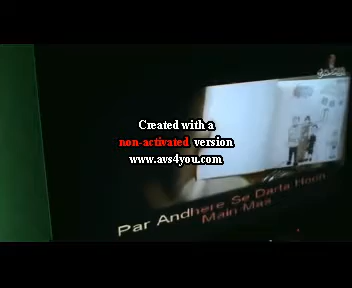 Created with a
non-activated version
www.avs4you.com
Par Andhere Se Darta Hoon
Main Maa